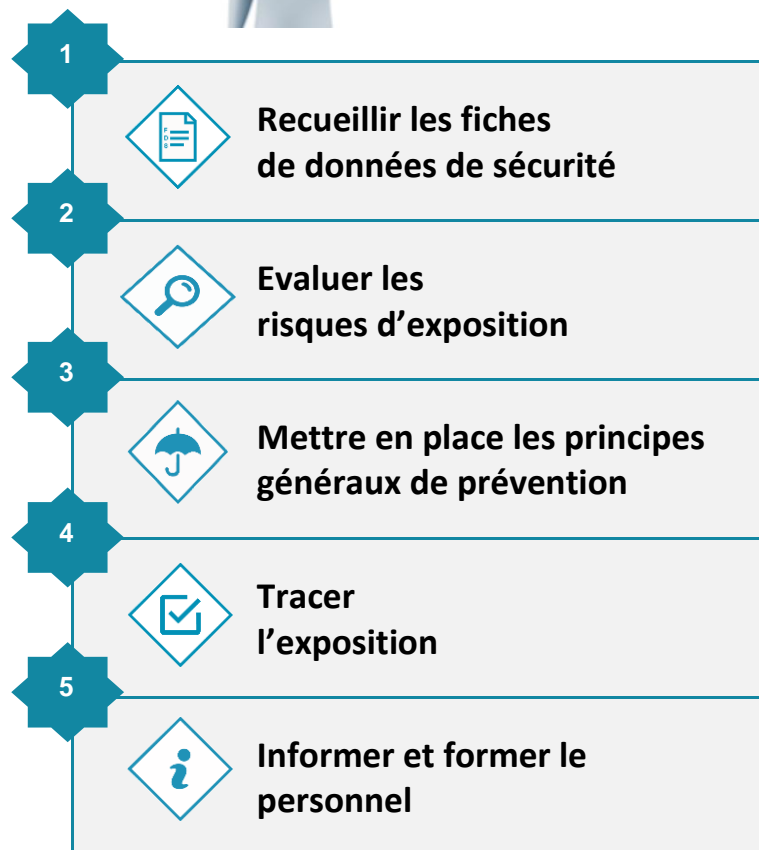 1
Recueillir les fiches
de données de sécurité
F
D
S
2
Evaluer les
risques d’exposition
3
Mettre en place les principes
généraux de prévention
4
Tracer
l’exposition
5
Informer et former le
personnel